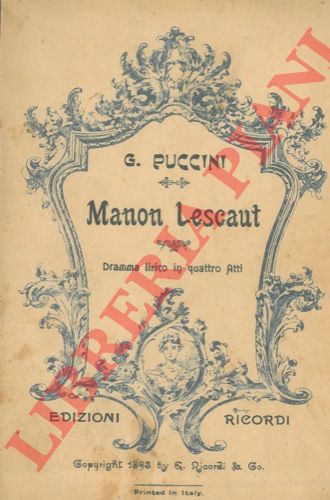 G. PUCCINI
Manon Lescaut
Dramma lirico in quattro Atti
EDIZIONI RICORDI
Copyright 1893 by G. Ricordi & Co.
Printed in Italy.
LIBRERIA PIANI